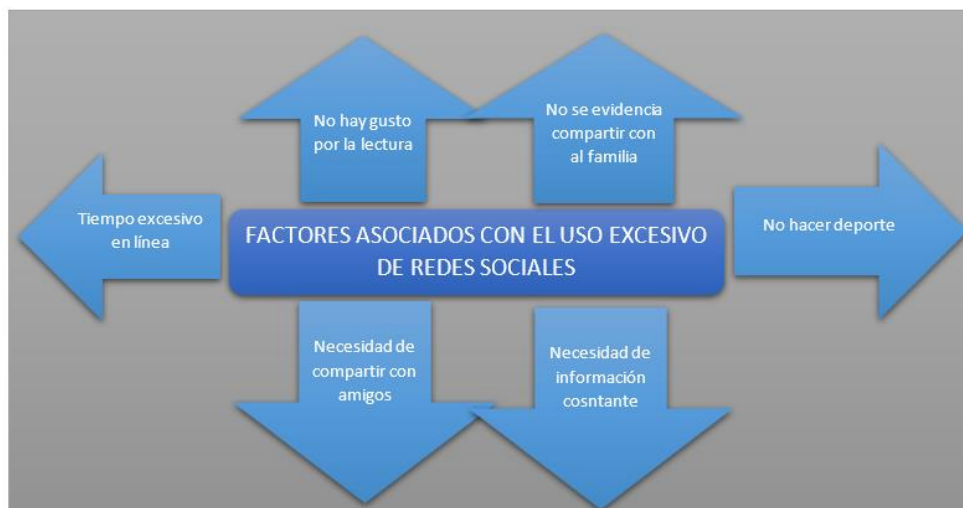 No hay gusto
por la lectura
No se evidencia
compartir con
al familia
Tiempo excesivo
en línea
FACTORES ASOCIADOS CON EL USO EXCESIVO
DE REDES SOCIALES
No hacer deporte
Necesidad de
compartir con
amigos
Necesidad de
información
cosntante